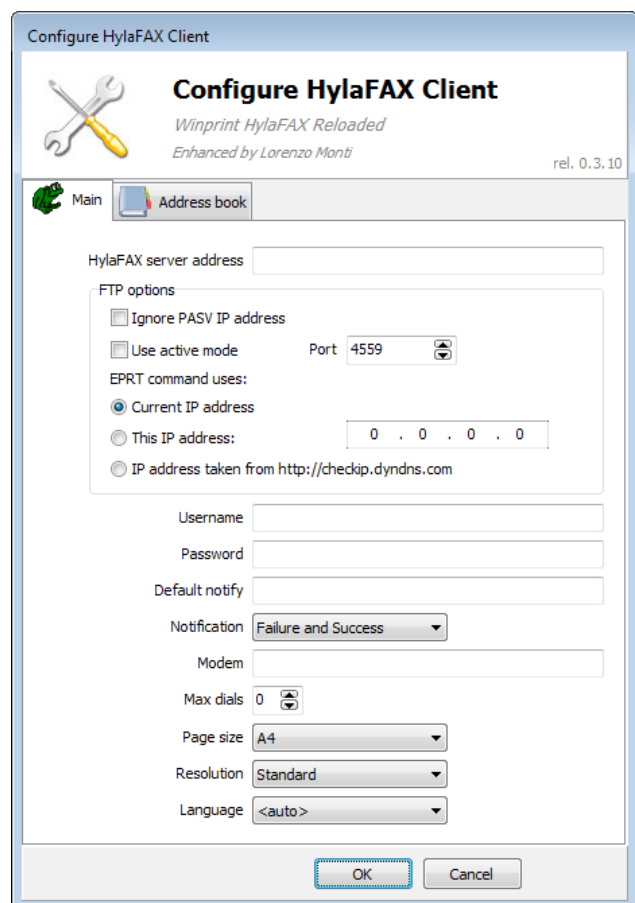 Configure HylaFAX Client
Configure HylaFAX Client
Winprint HylaFAX Reloaded
Enhanced by Lorenzo Monti
rel. 0.3.10
Main Address book
HylaFAX server address
FTP options
Ignore PASV IP address
Use active mode Port 4559
EPRT command uses:
Current IP address
This IP address: 0 . 0 . 0 . 0
IP address taken from http://checkip.dyndns.com
Username
Password
Default notify
Notification Failure and Success
Modem
Max dials 0
Page size A4
Resolution Standard
Language <auto>
OK Cancel